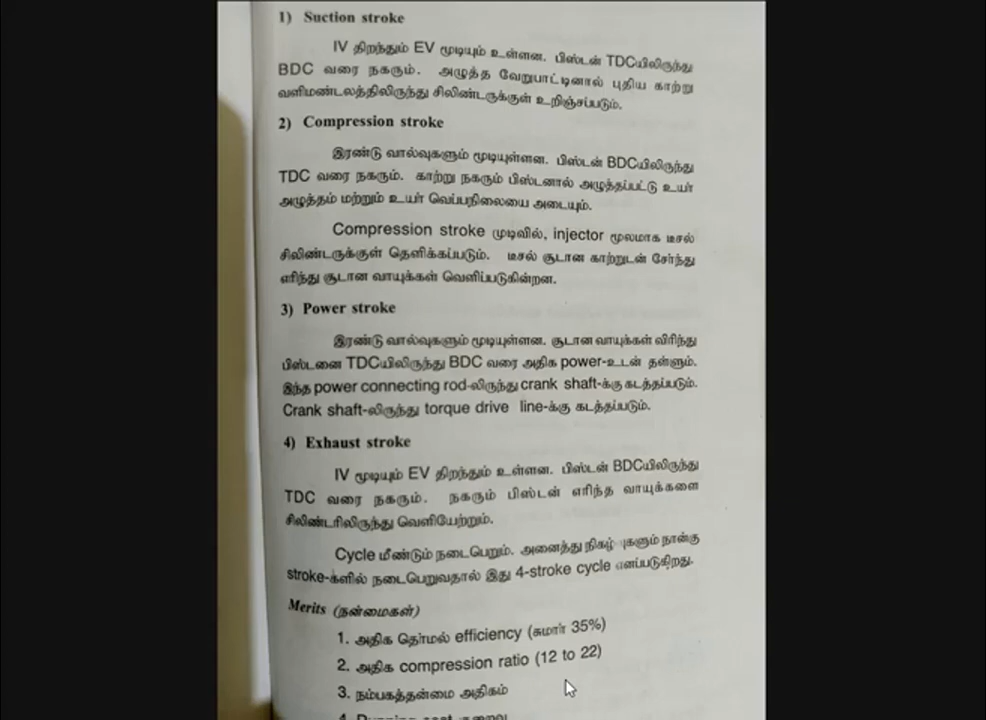 1) Suction stroke
IV திறந்தும் EV மூடியும் உள்ளன. பிஸ்டன் TDCயிலிருந்து
BDC வரை நகரும். அழுத்த வேறுபாட்டினால் புதிய காற்று
வளிமண்டலத்திலிருந்து சிலிண்டருக்குள் உறிஞ்சப்படும்.
2) Compression stroke
இரண்டு வால்வுகளும் மூடியுள்ளன. பிஸ்டன் BDCயிலிருந்து
TDC வரை நகரும். காற்று நகரும் பிஸ்டனால் அழுத்தப்பட்டு உயர்
அழுத்தம் மற்றும் உயர் வெப்பநிலையை அடையும்.
Compression stroke முடிவில், injector மூலமாக டீசல்
சிலிண்டருக்குள் தெளிக்கப்படும். டீசல் சூடான காற்றுடன் சேர்ந்து
எரிந்து சூடான வாயுக்கள் வெளிப்படுகின்றன.
3) Power stroke
இரண்டு வால்வுகளும் மூடியுள்ளன. சூடான வாயுக்கள் விரிந்து
பிஸ்டனை TDCயிலிருந்து BDC வரை அதிக power-உடன் தள்ளும்.
இந்த power connecting rod-லிருந்து crank shaft-க்கு கடத்தப்படும்.
Crank shaft-லிருந்து torque drive line-க்கு கடத்தப்படும்.
4) Exhaust stroke
IV மூடியும் EV திறந்தும் உள்ளன. பிஸ்டன் BDCயிலிருந்து
TDC வரை நகரும். நகரும் பிஸ்டன் எரிந்த வாயுக்களை
சிலிண்டரிலிருந்து வெளியேற்றும்.
Cycle மீண்டும் நடைபெறும். அனைத்து நிகழ்வுகளும் நான்கு
stroke-க்ளில் நடைபெறுவதால் இது 4-stroke cycle எனப்படுகிறது.
Merits (நன்மைகள்)
1. அதிக தெர்மல் efficiency (சுமார் 35%)
2. அதிக compression ratio (12 to 22)
3. நம்பகத்தன்மை அதிகம்
4. Running cost குறைவு